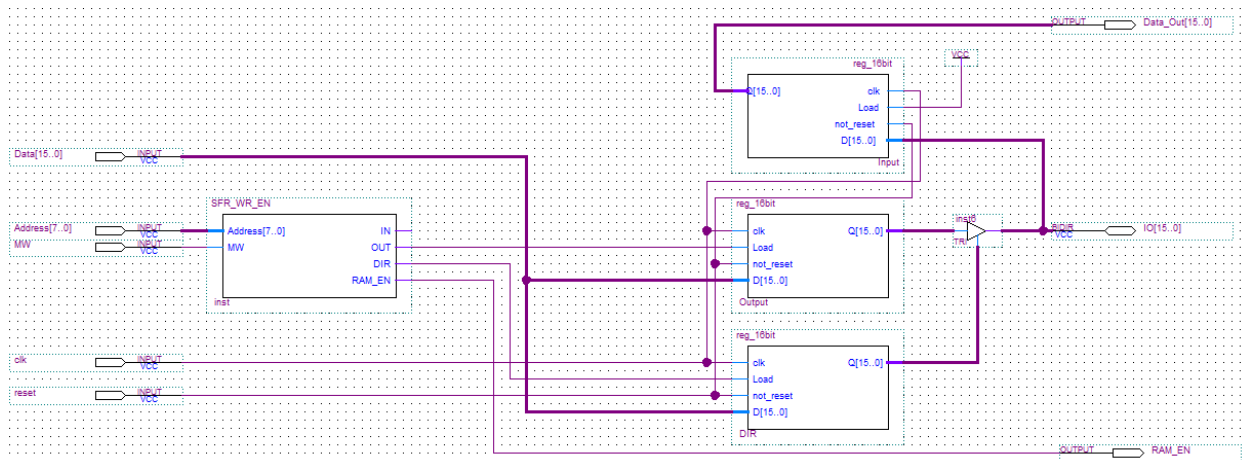 OUTPUT Data_Out[15..0]
VCC
reg_16bit
Q[15..0] clk
Load
not_reset
D[15..0]
Input
Data[15..0] INPUT
VCC
SFR_WR_EN
Address[7..0] INPUT
VCC
MW INPUT
VCC
Address[7..0] IN
MW OUT
DIR
RAM_EN
inst
reg_16bit
clk Q[15..0]
Load
not_reset
D[15..0]
Output
inst6
TRI
BIDIR
VCC
IO[15..0]
reg_16bit
clk Q[15..0]
Load
not_reset
D[15..0]
DIR
clk INPUT
VCC
reset INPUT
VCC
OUTPUT RAM_EN